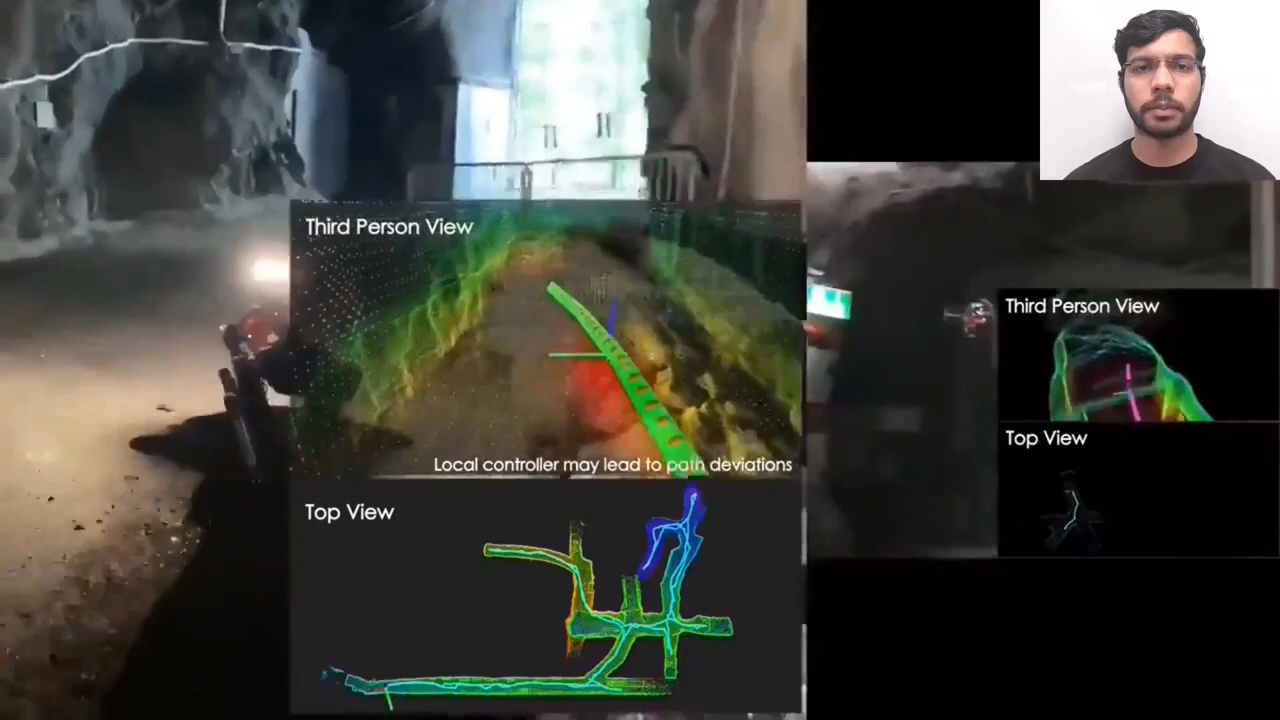 Third Person View
Local controller may lead to path deviations
Top View
Third Person View
Top View